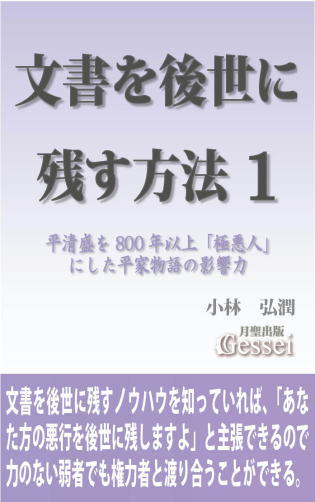 文書を後世に
残す方法 1
平清盛を 800 年以上「極悪人」
にした平家物語の影響力
小林 弘潤
月聖出版
Gessei
文書を後世に残すノウハウを知っていれば、「あな
た方の悪行を後世に残しますよ」と主張できるので
力のない弱者でも権力者と渡り合うことができる。